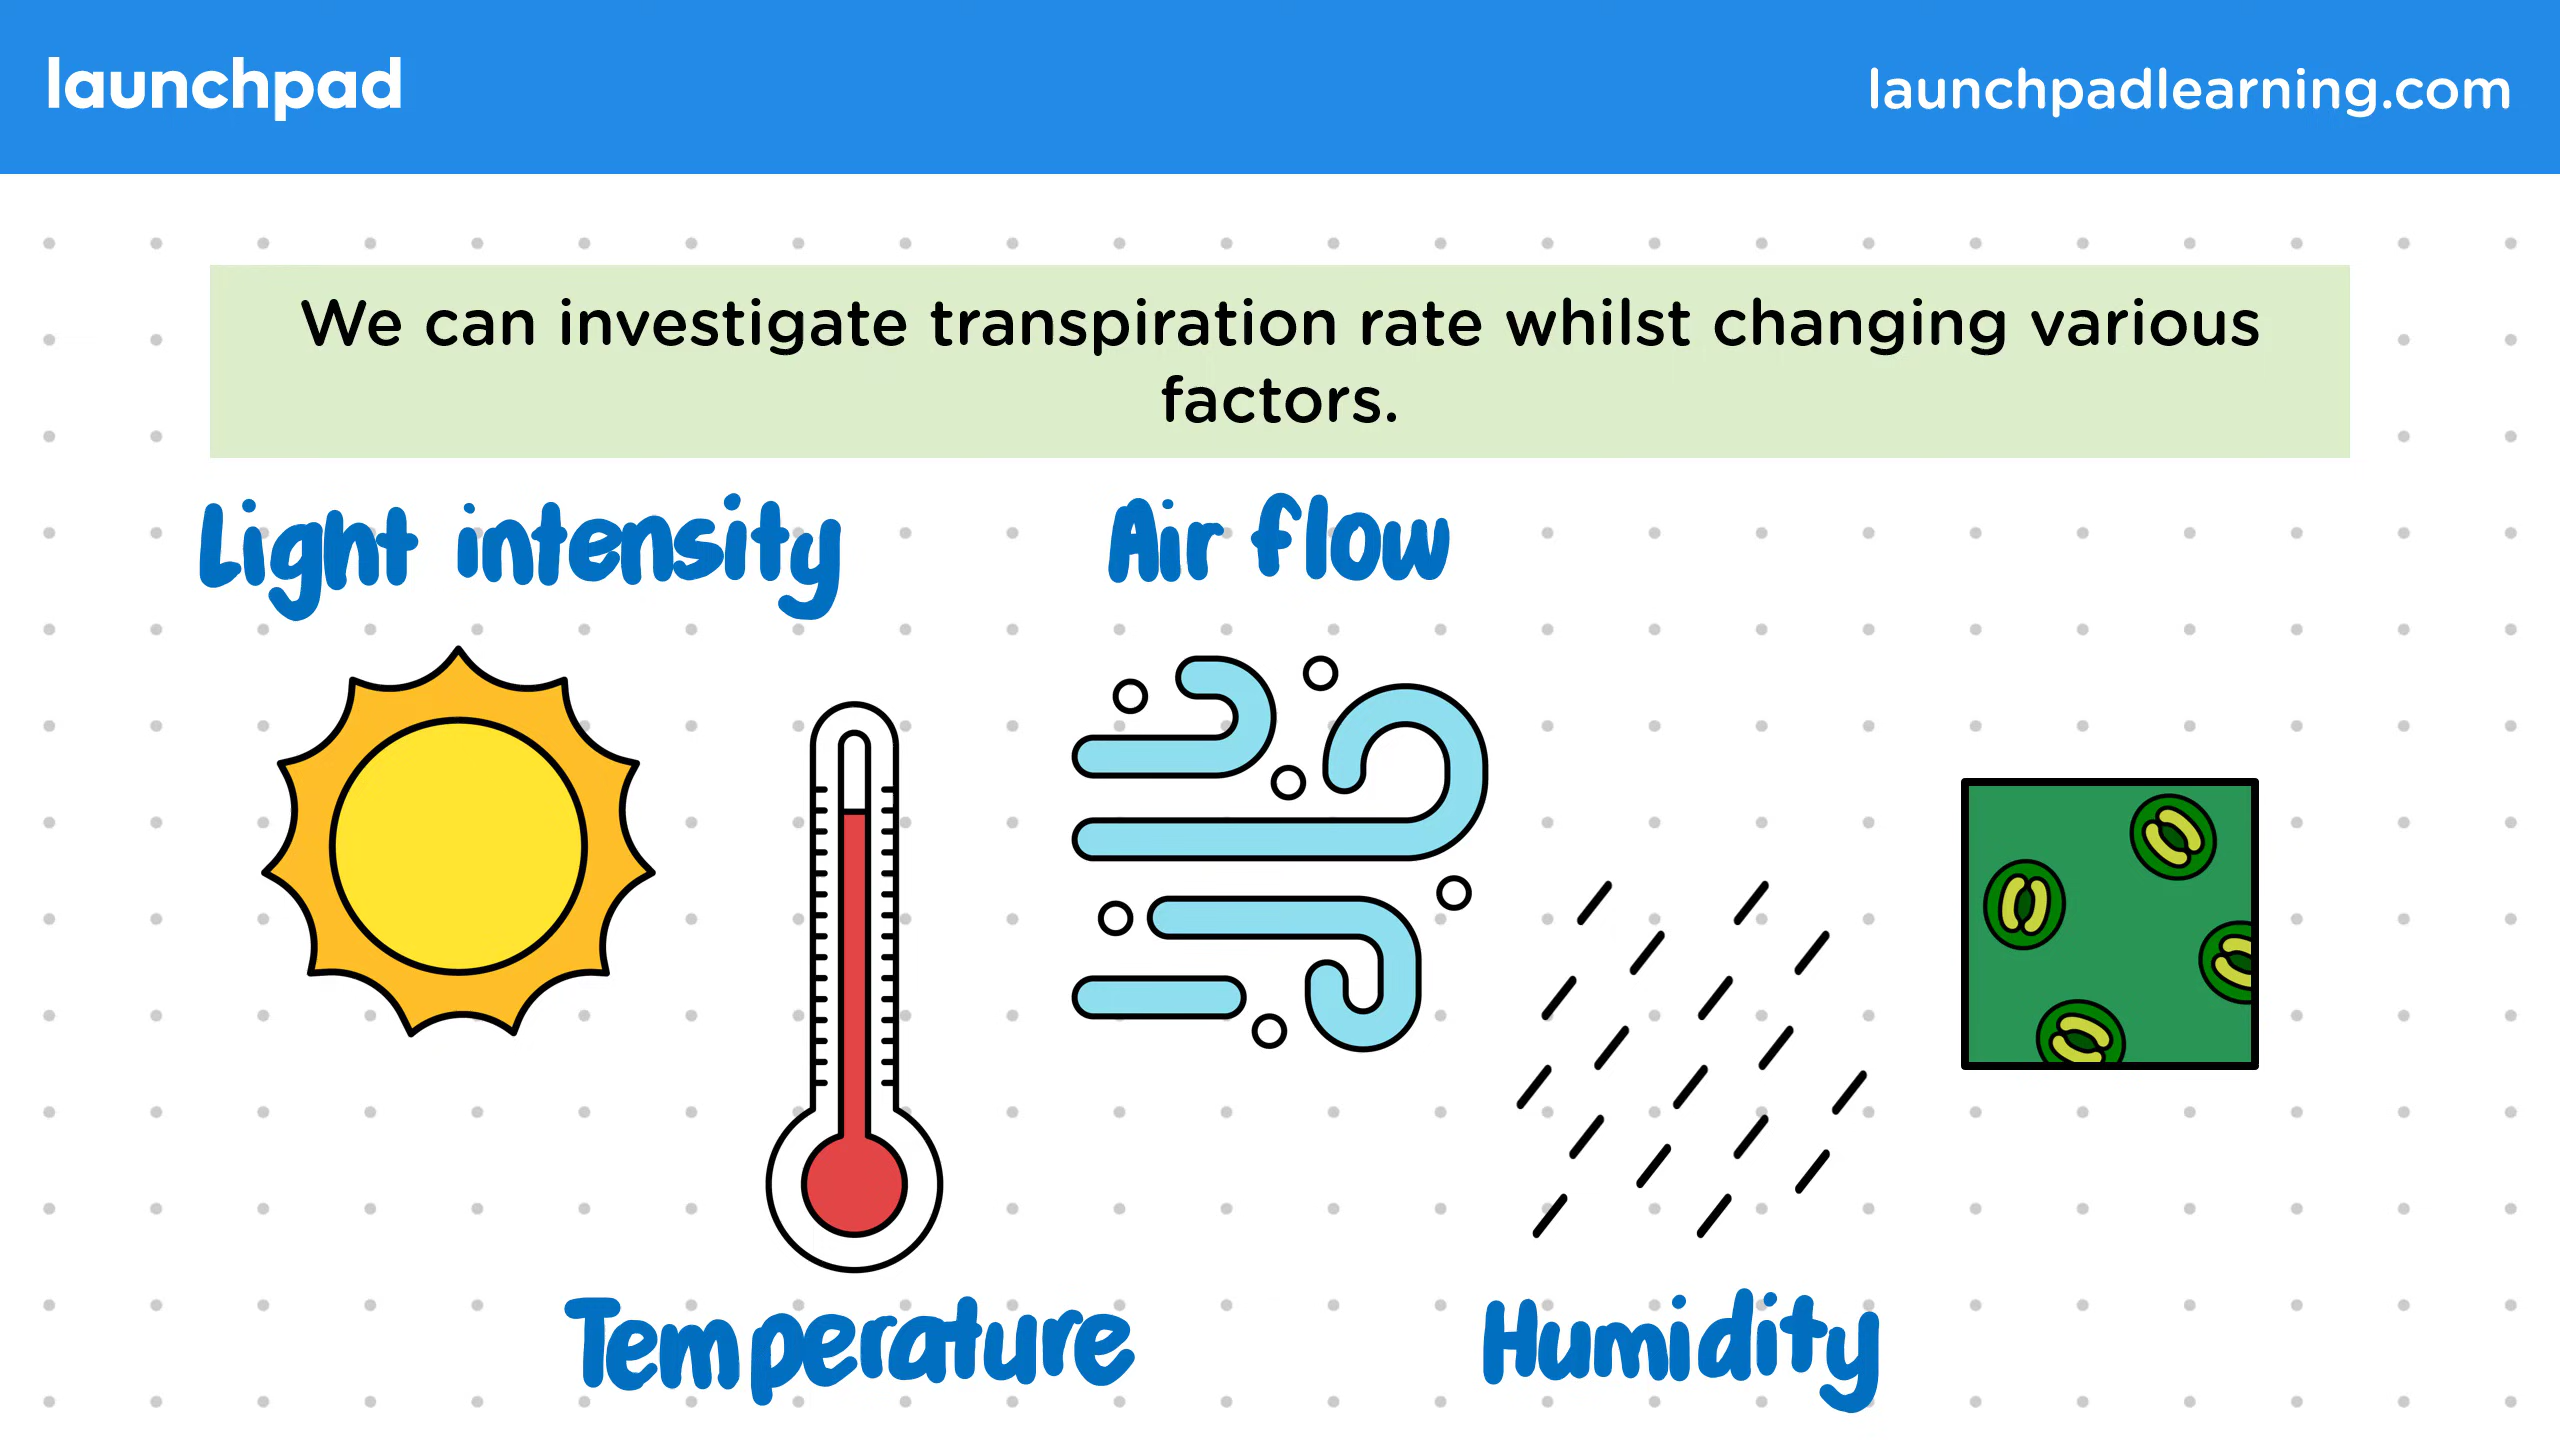 launchpad
launchpadlearning.com
We can investigate transpiration rate whilst changing various
factors.
Light intensity
Air flow
Temperature
Humidity